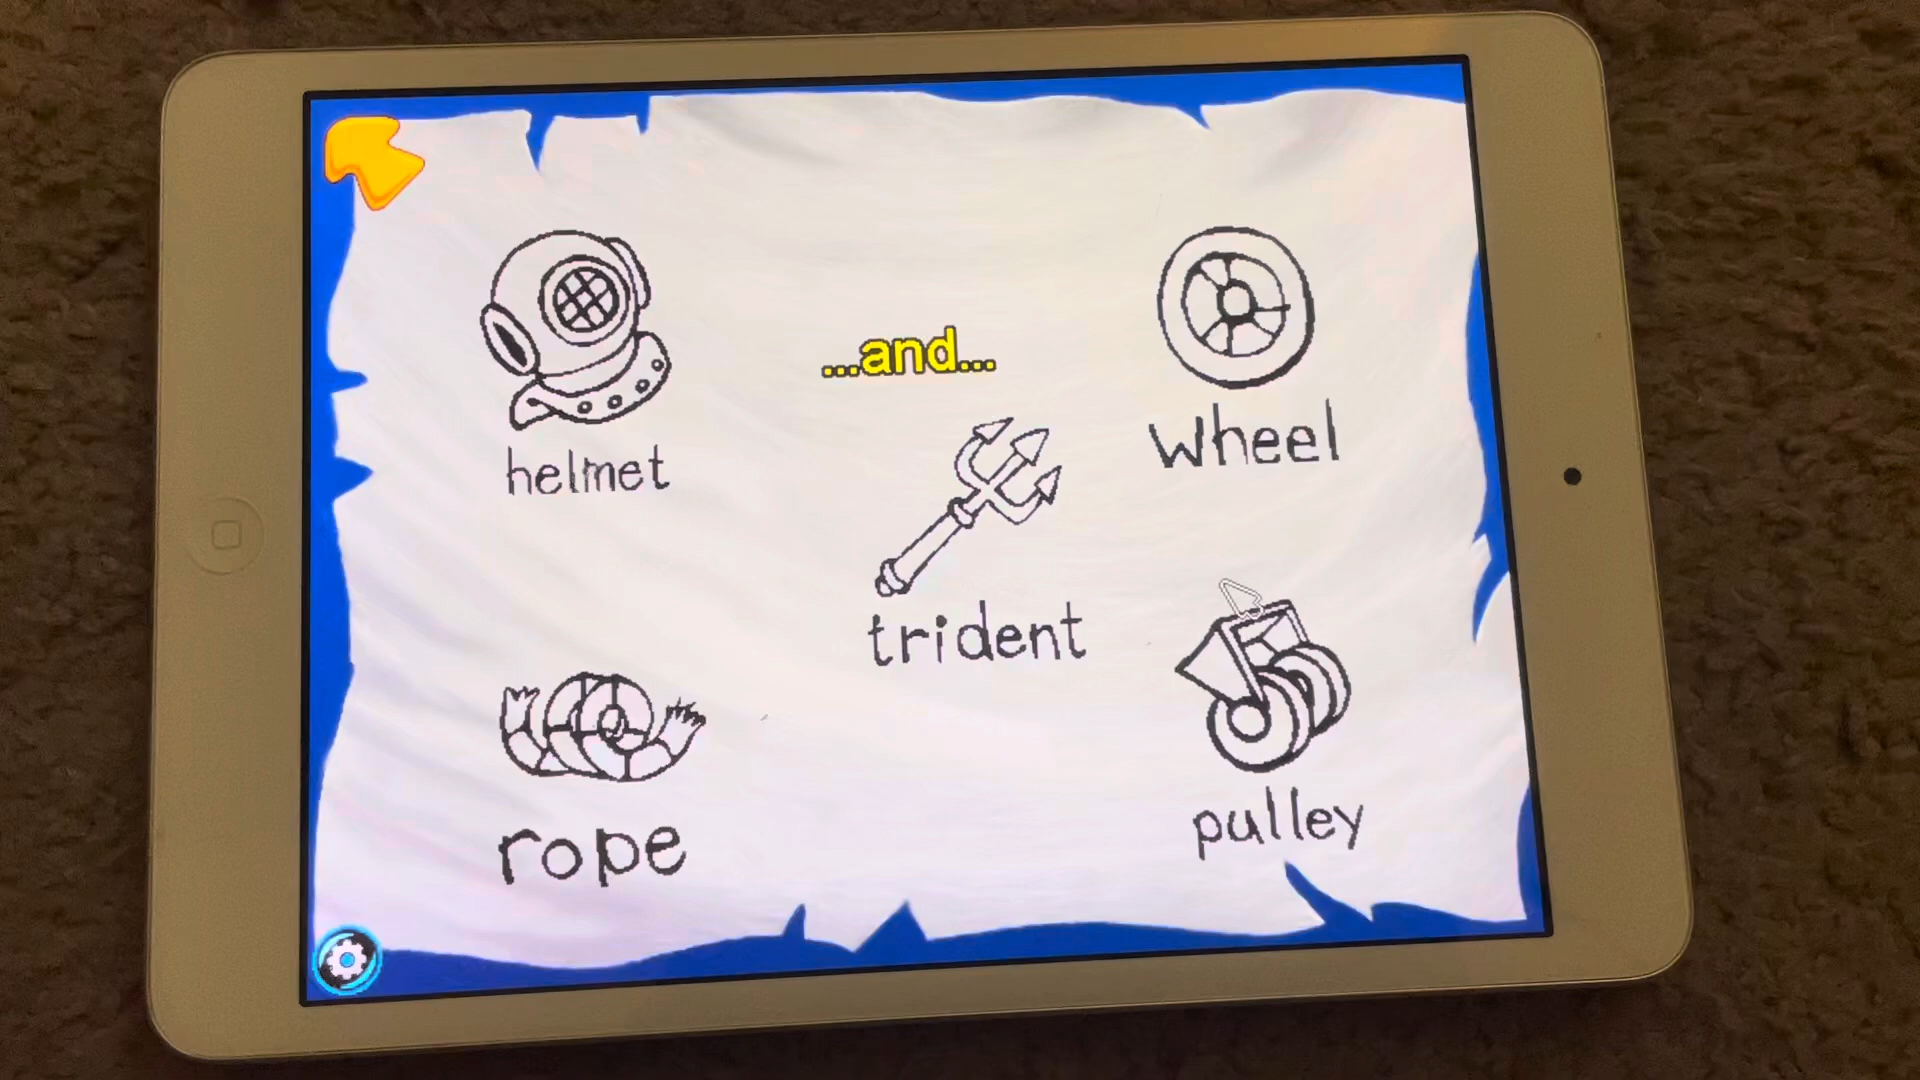 helmet
...and...
wheel
trident
rope
pulley